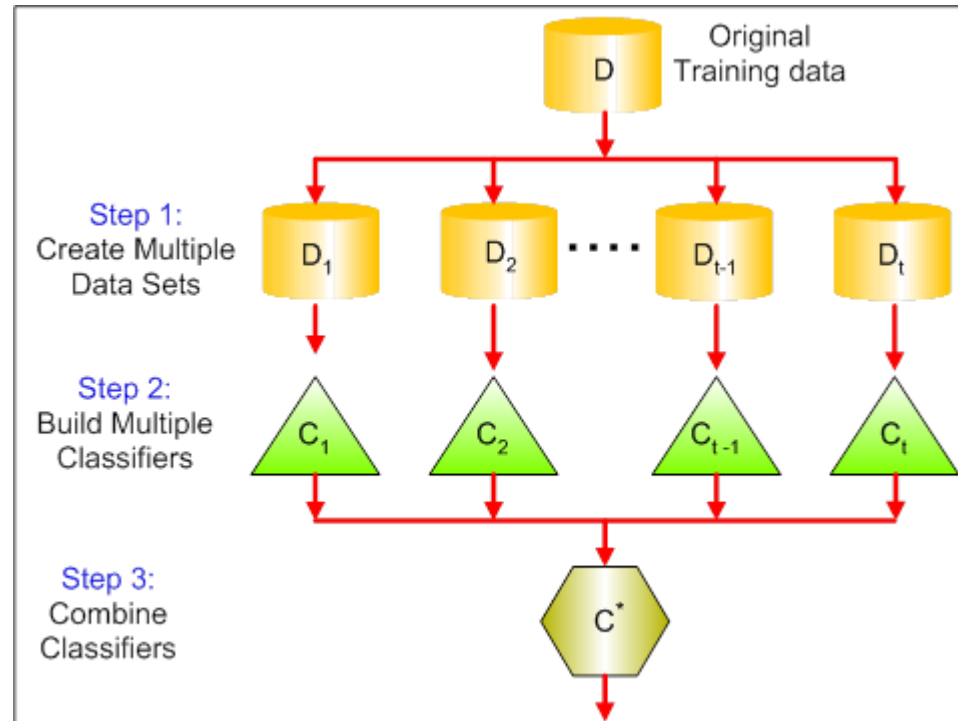 D
Original
Training data
Step 1:
Create Multiple
Data Sets
D₁
D₂
....
Dₜ₋₁
Dₜ
Step 2:
Build Multiple
Classifiers
C₁
C₂
Cₜ₋₁
Cₜ
Step 3:
Combine
Classifiers
C*